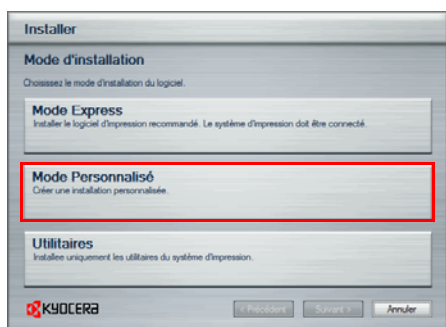 Installer
Mode d'installation
Choisissez le mode d'installation du logiciel.
Mode Express
Installer le logiciel d'impression recommandé. Le système d'impression doit être connecté.
Mode Personnalisé
Créer une installation personnalisée.
Utilitaires
Installee uniquement les utilitaires du système d'impression.
KYOCERA
< Précédent
Suivant >
Annuler